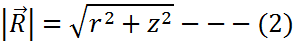 |R⃗| = √(r² + z²) − − − (2)